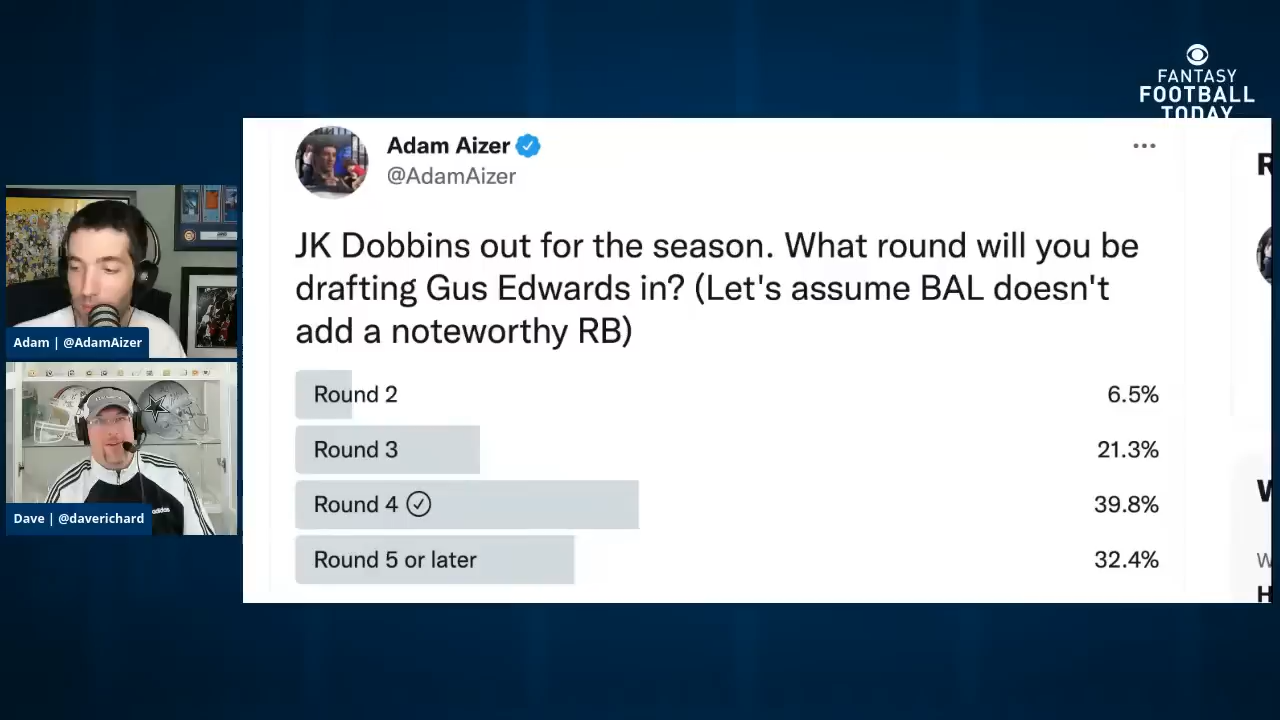 FANTASY
FOOTBALL
TODAY
Adam Aizer
@AdamAizer
JK Dobbins out for the season. What round will you be
drafting Gus Edwards in? (Let's assume BAL doesn't
add a noteworthy RB)
Round 2 6.5%
Round 3 21.3%
Round 4 39.8%
Round 5 or later 32.4%
Adam | @AdamAizer
adidas
Dave | @daverichard
R
W
W
H